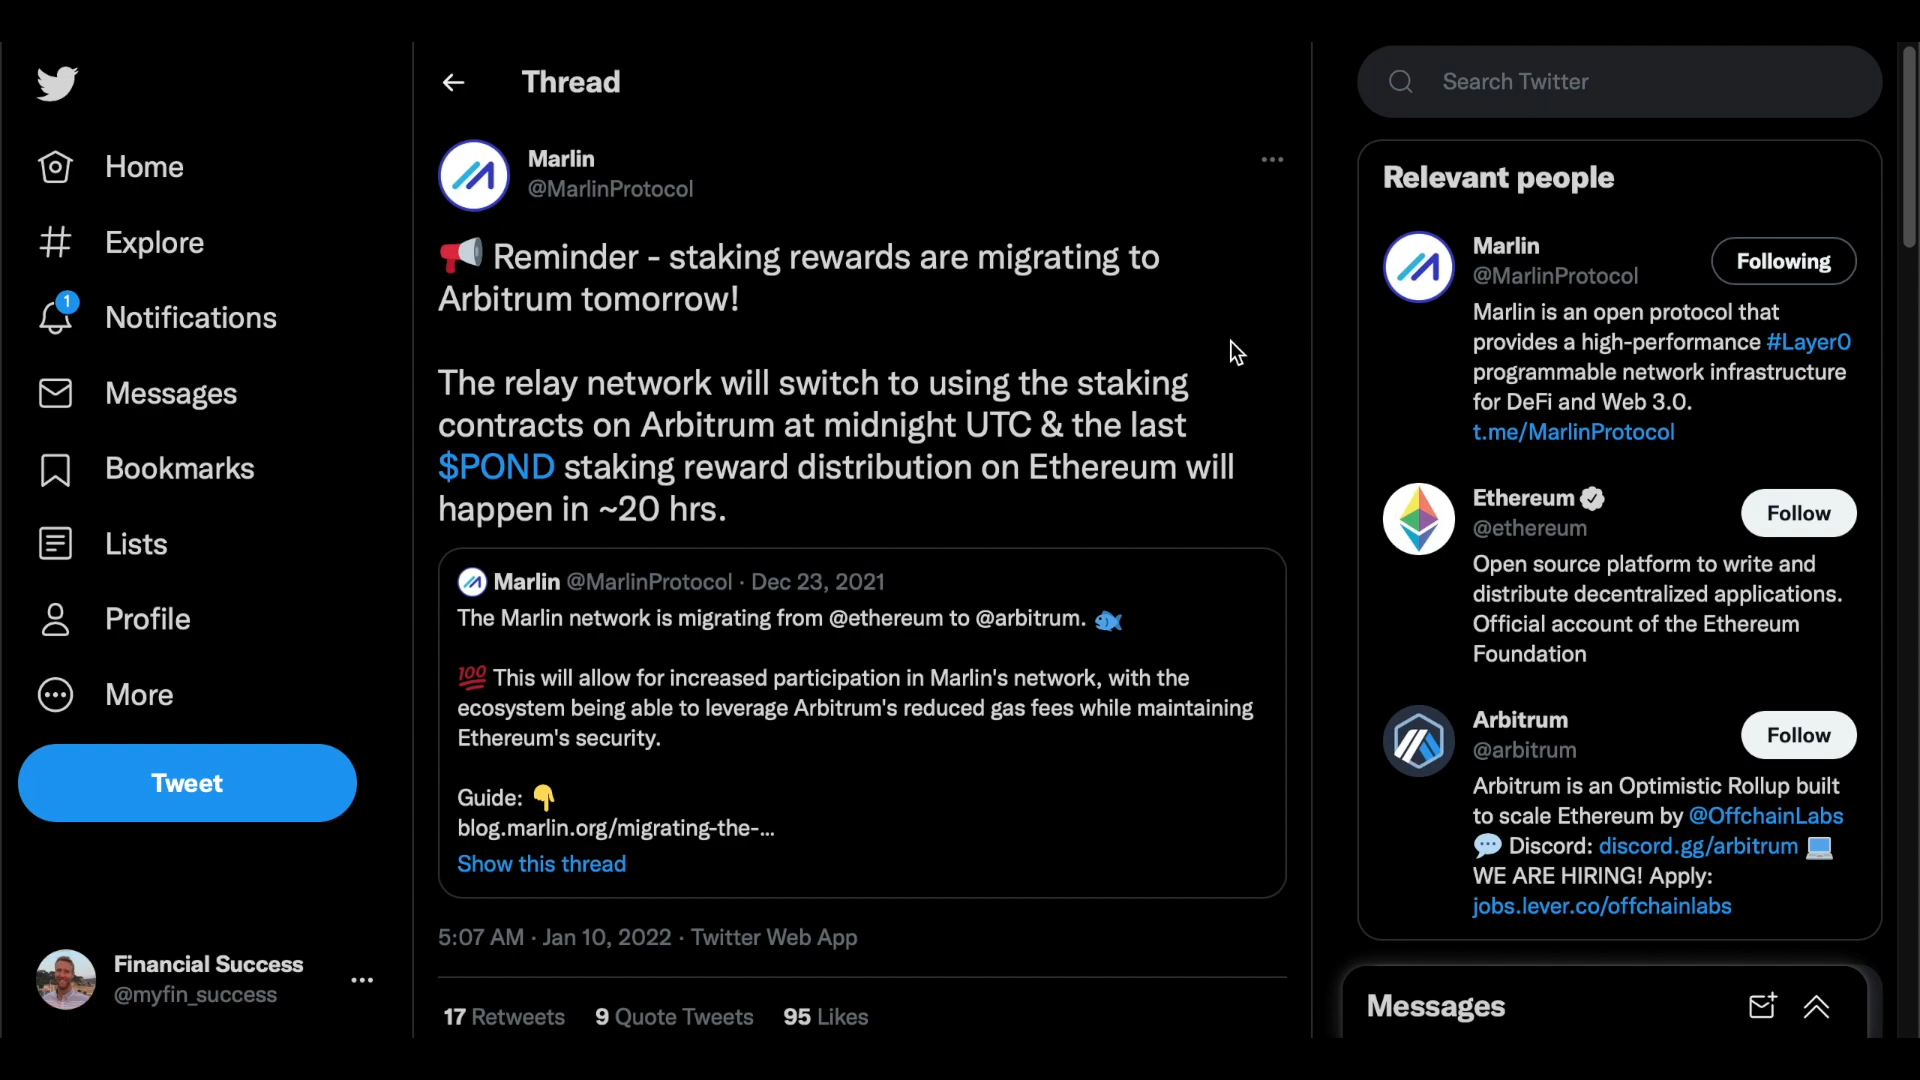 Home
Explore
1
Notifications
Messages
Bookmarks
Lists
Profile
More
Tweet
Financial Success
@myfin_success
Thread
Marlin
@MarlinProtocol
📢 Reminder - staking rewards are migrating to
Arbitrum tomorrow!
The relay network will switch to using the staking
contracts on Arbitrum at midnight UTC & the last
$POND staking reward distribution on Ethereum will
happen in ~20 hrs.
Marlin @MarlinProtocol · Dec 23, 2021
The Marlin network is migrating from @ethereum to @arbitrum. 🐟
💯 This will allow for increased participation in Marlin's network, with the
ecosystem being able to leverage Arbitrum's reduced gas fees while maintaining
Ethereum's security.
Guide: 👇
blog.marlin.org/migrating-the-...
Show this thread
5:07 AM · Jan 10, 2022 · Twitter Web App
17 Retweets 9 Quote Tweets 95 Likes
Search Twitter
Relevant people
Marlin
@MarlinProtocol
Following
Marlin is an open protocol that
provides a high-performance #Layer0
programmable network infrastructure
for DeFi and Web 3.0.
t.me/MarlinProtocol
Ethereum
@ethereum
Follow
Open source platform to write and
distribute decentralized applications.
Official account of the Ethereum
Foundation
Arbitrum
@arbitrum
Follow
Arbitrum is an Optimistic Rollup built
to scale Ethereum by @OffchainLabs
💬 Discord: discord.gg/arbitrum 💻
WE ARE HIRING! Apply:
jobs.lever.co/offchainlabs
Messages